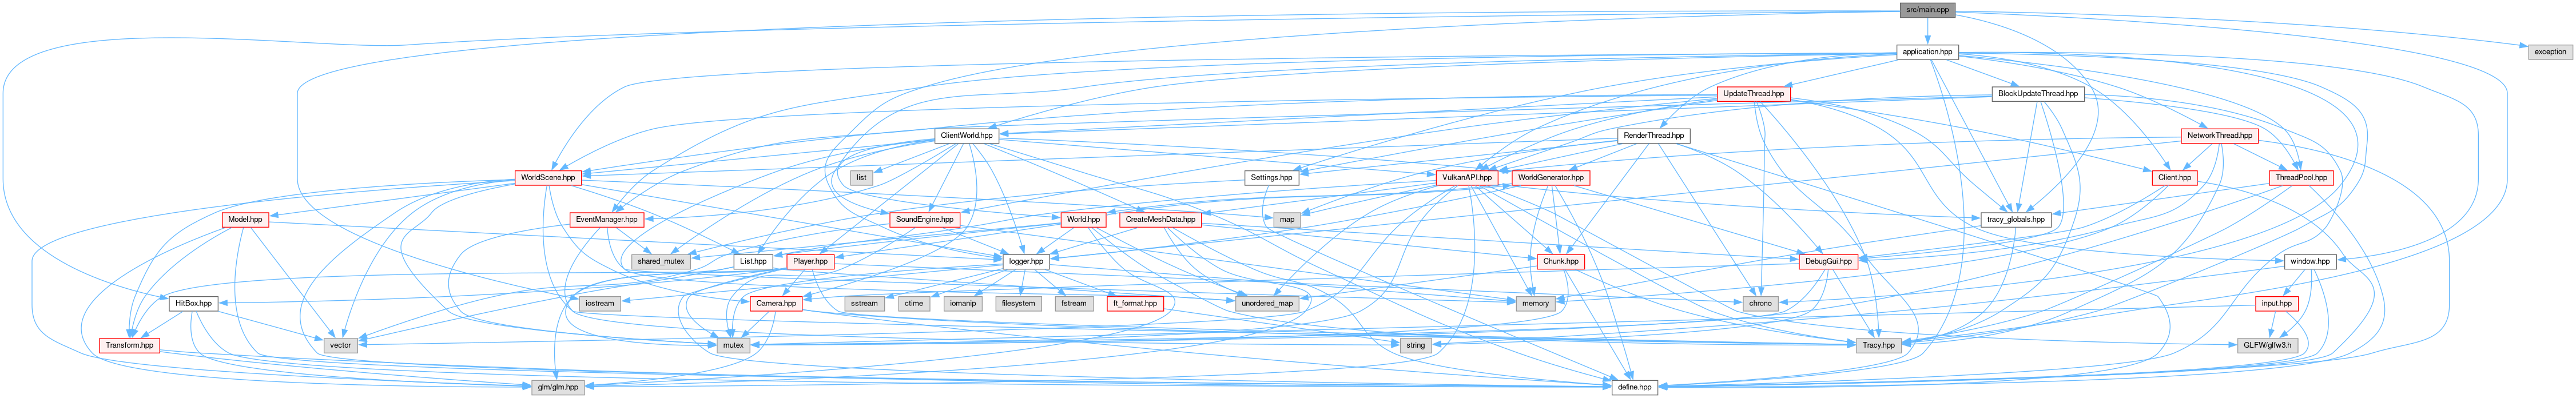 src/main.cpp
application.hpp
exception
UpdateThread.hpp
BlockUpdateThread.hpp
ClientWorld.hpp
RenderThread.hpp
NetworkThread.hpp
list
WorldScene.hpp
Settings.hpp
VulkanAPI.hpp
WorldGenerator.hpp
Client.hpp
ThreadPool.hpp
Model.hpp
EventManager.hpp
SoundEngine.hpp
World.hpp
CreateMeshData.hpp
map
tracy_globals.hpp
shared_mutex
List.hpp
Player.hpp
logger.hpp
Chunk.hpp
DebugGui.hpp
window.hpp
HitBox.hpp
iostream
Camera.hpp
sstream
ctime
iomanip
filesystem
fstream
ft_format.hpp
unordered_map
memory
chrono
input.hpp
Transform.hpp
vector
mutex
string
Tracy.hpp
GLFW/glfw3.h
glm/glm.hpp
define.hpp